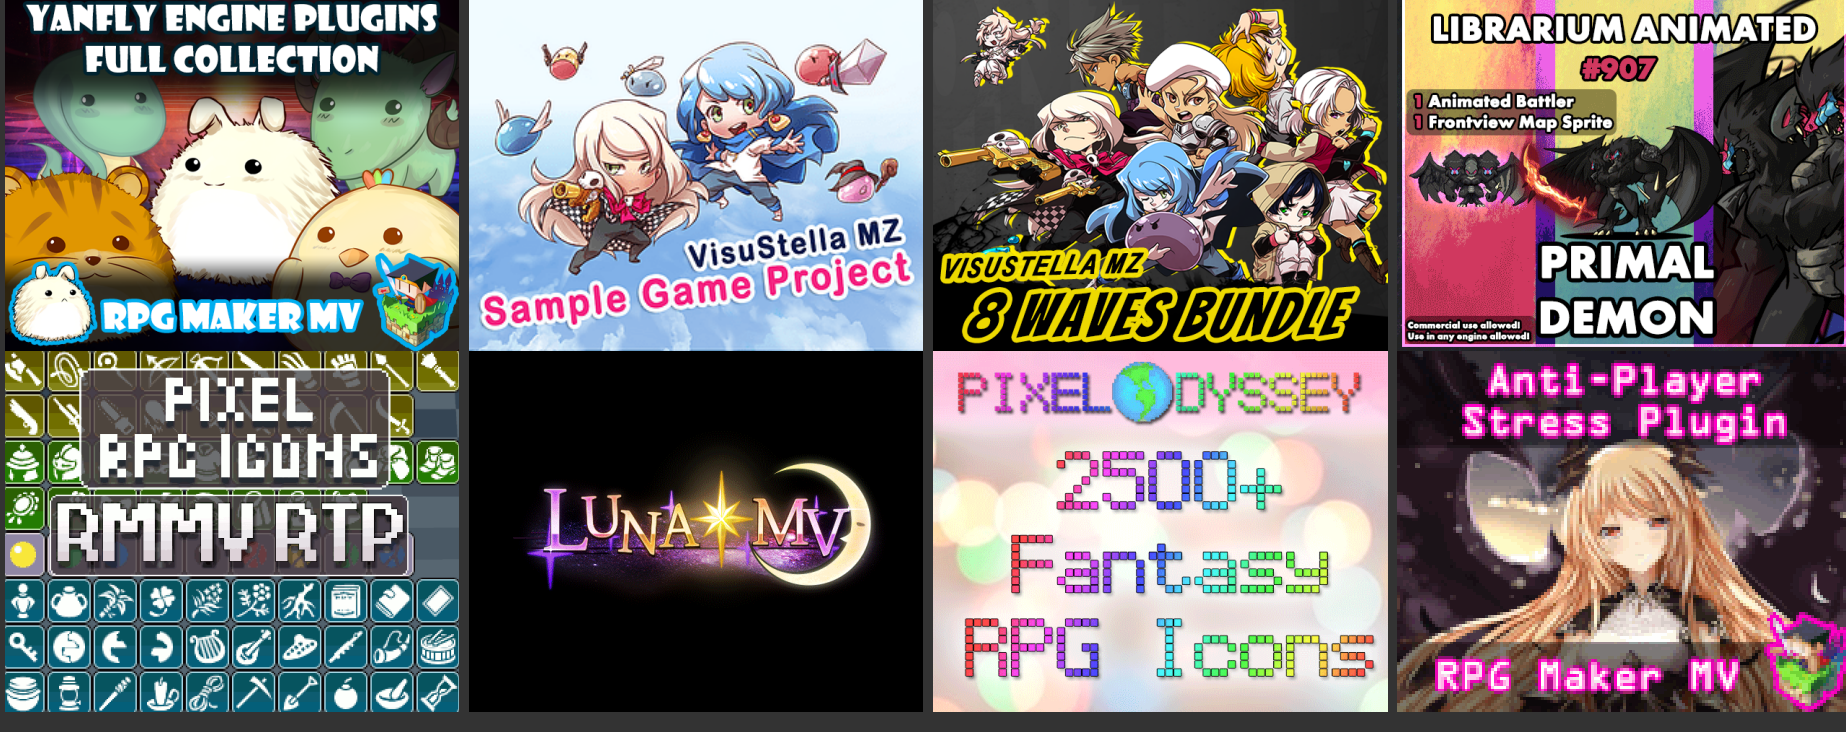 YANFLY ENGINE PLUGINS
FULL COLLECTION
RPG MAKER MV
VisuStella MZ
Sample Game Project
VISUSTELLA MZ
8 WAVES BUNDLE
LIBRARIUM ANIMATED
#907
1 Animated Battler
1 Frontview Map Sprite
PRIMAL
DEMON
Commercial use allowed!
Use in any engine allowed!
PIXEL
RPG ICONS
RMMV RTP
LUNA MV
PIXEL ODYSSEY
2500+
Fantasy
RPG Icons
Anti-Player
Stress Plugin
RPG Maker MV